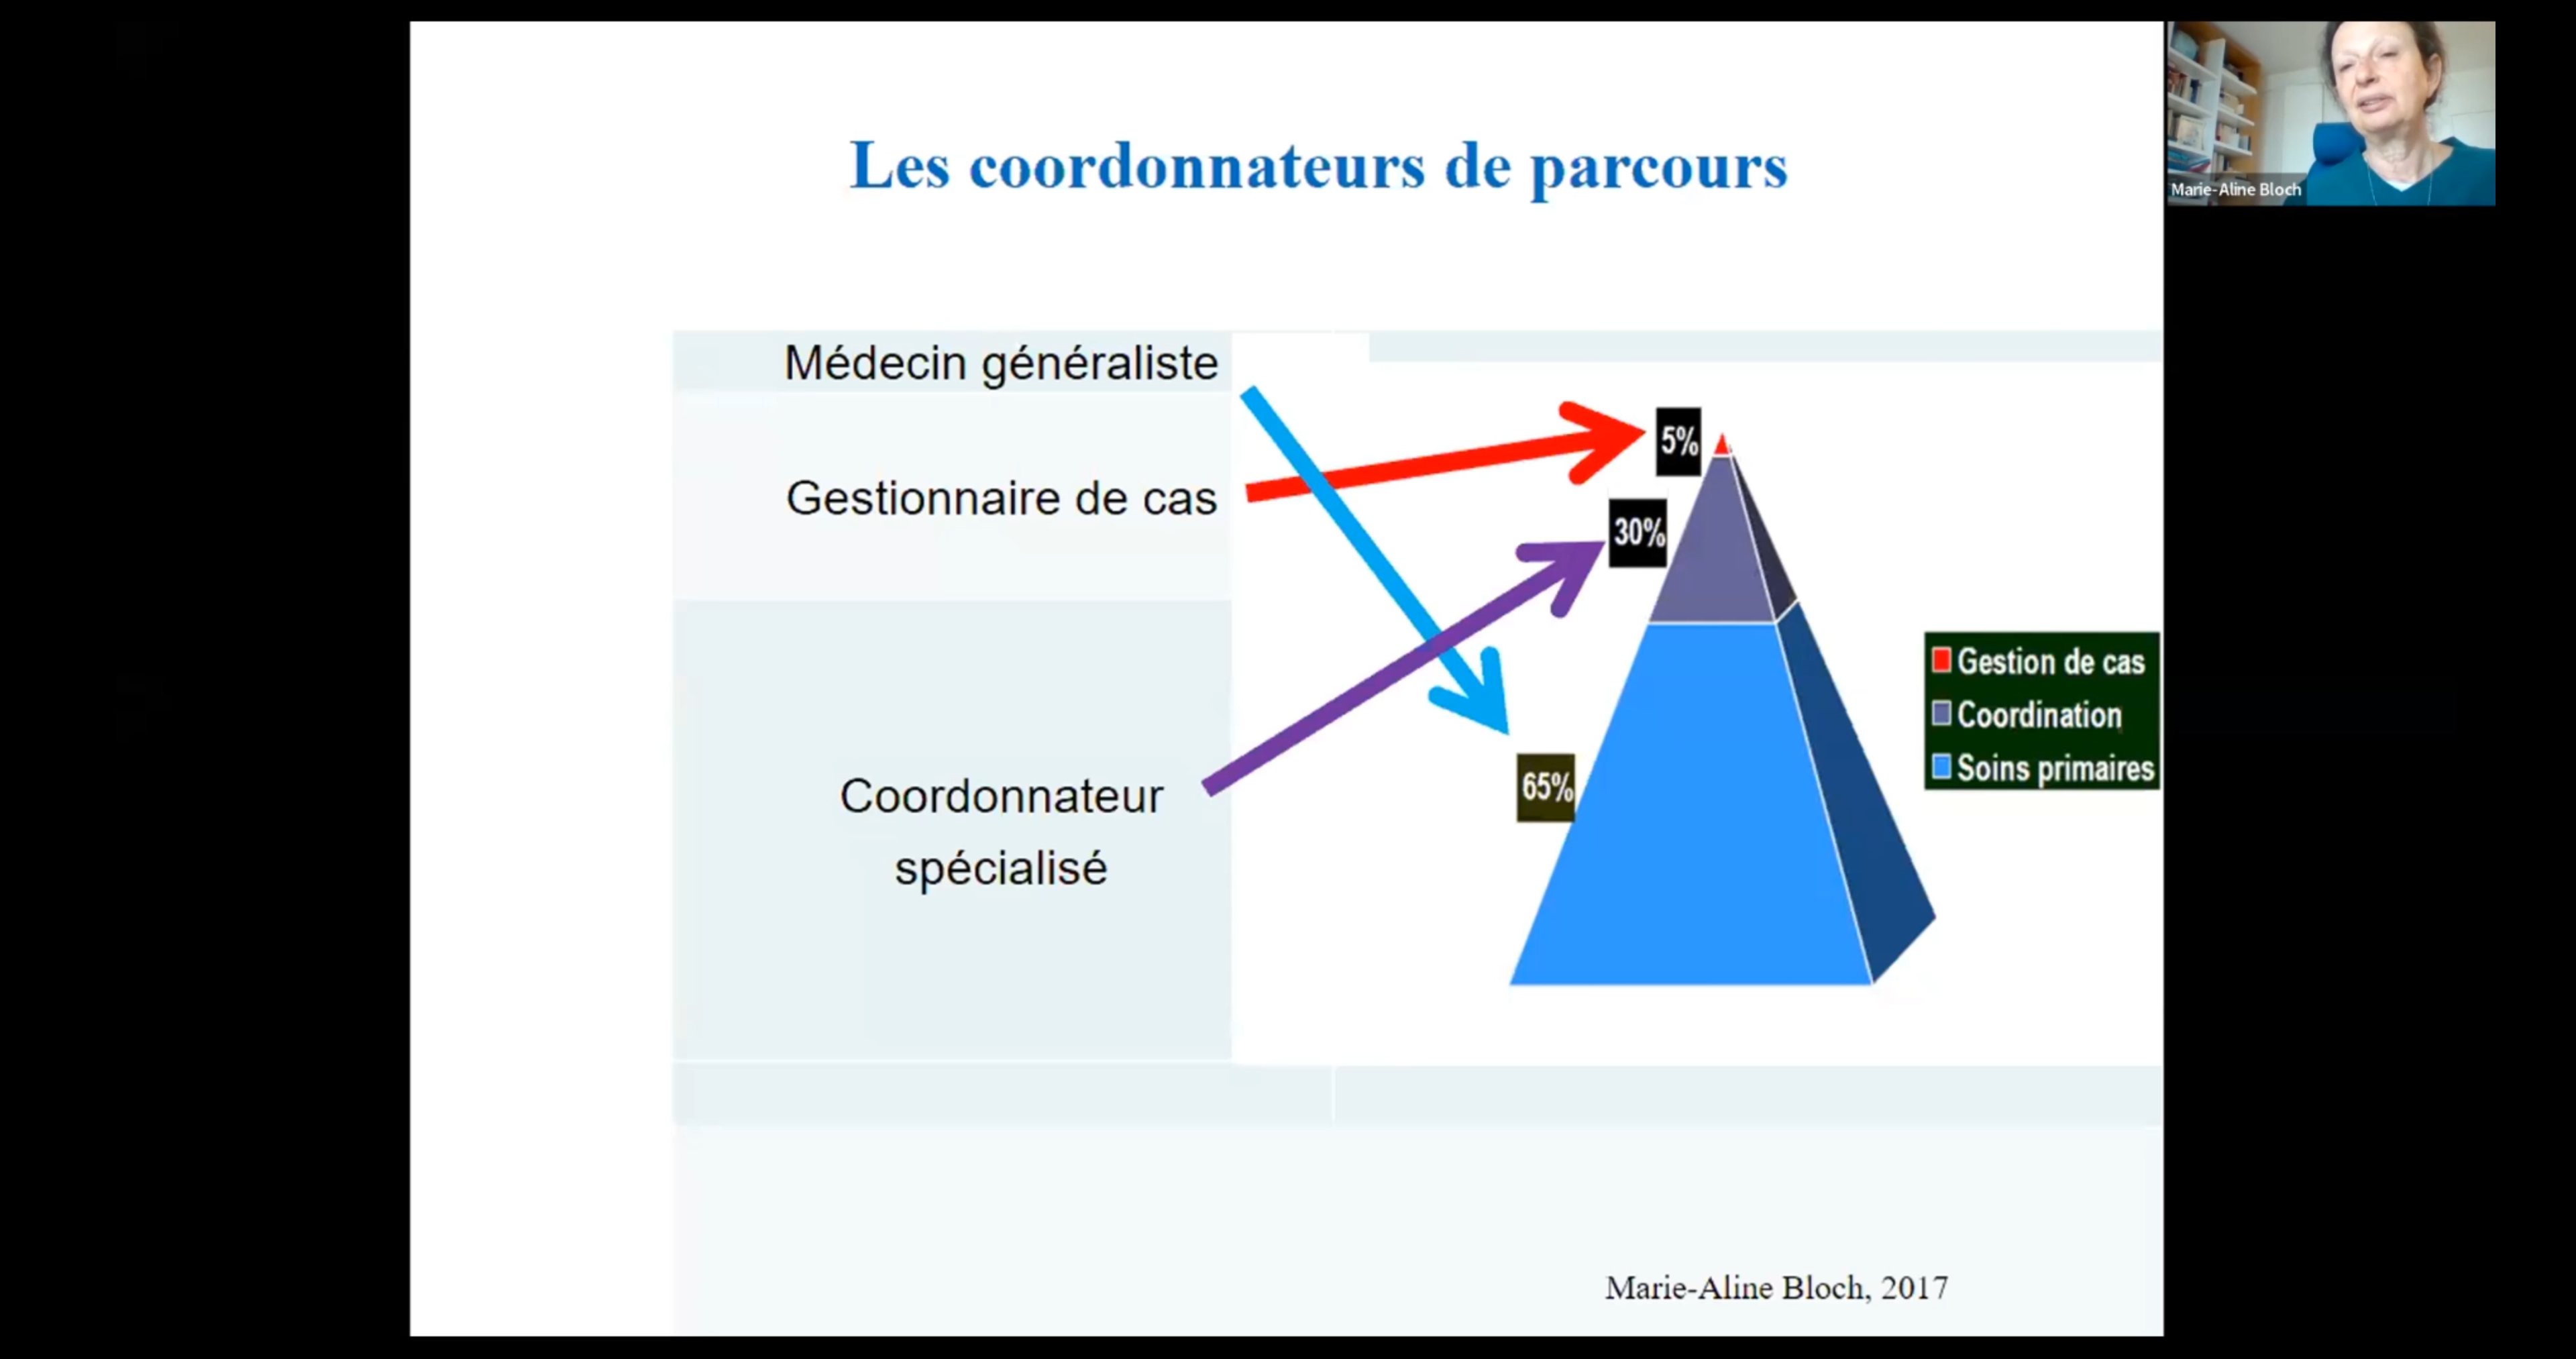 Les coordonnateurs de parcours
Marie-Aline Bloch
Médecin généraliste
Gestionnaire de cas
Coordonnateur
spécialisé
5%
30%
65%
Gestion de cas
Coordination
Soins primaires
Marie-Aline Bloch, 2017